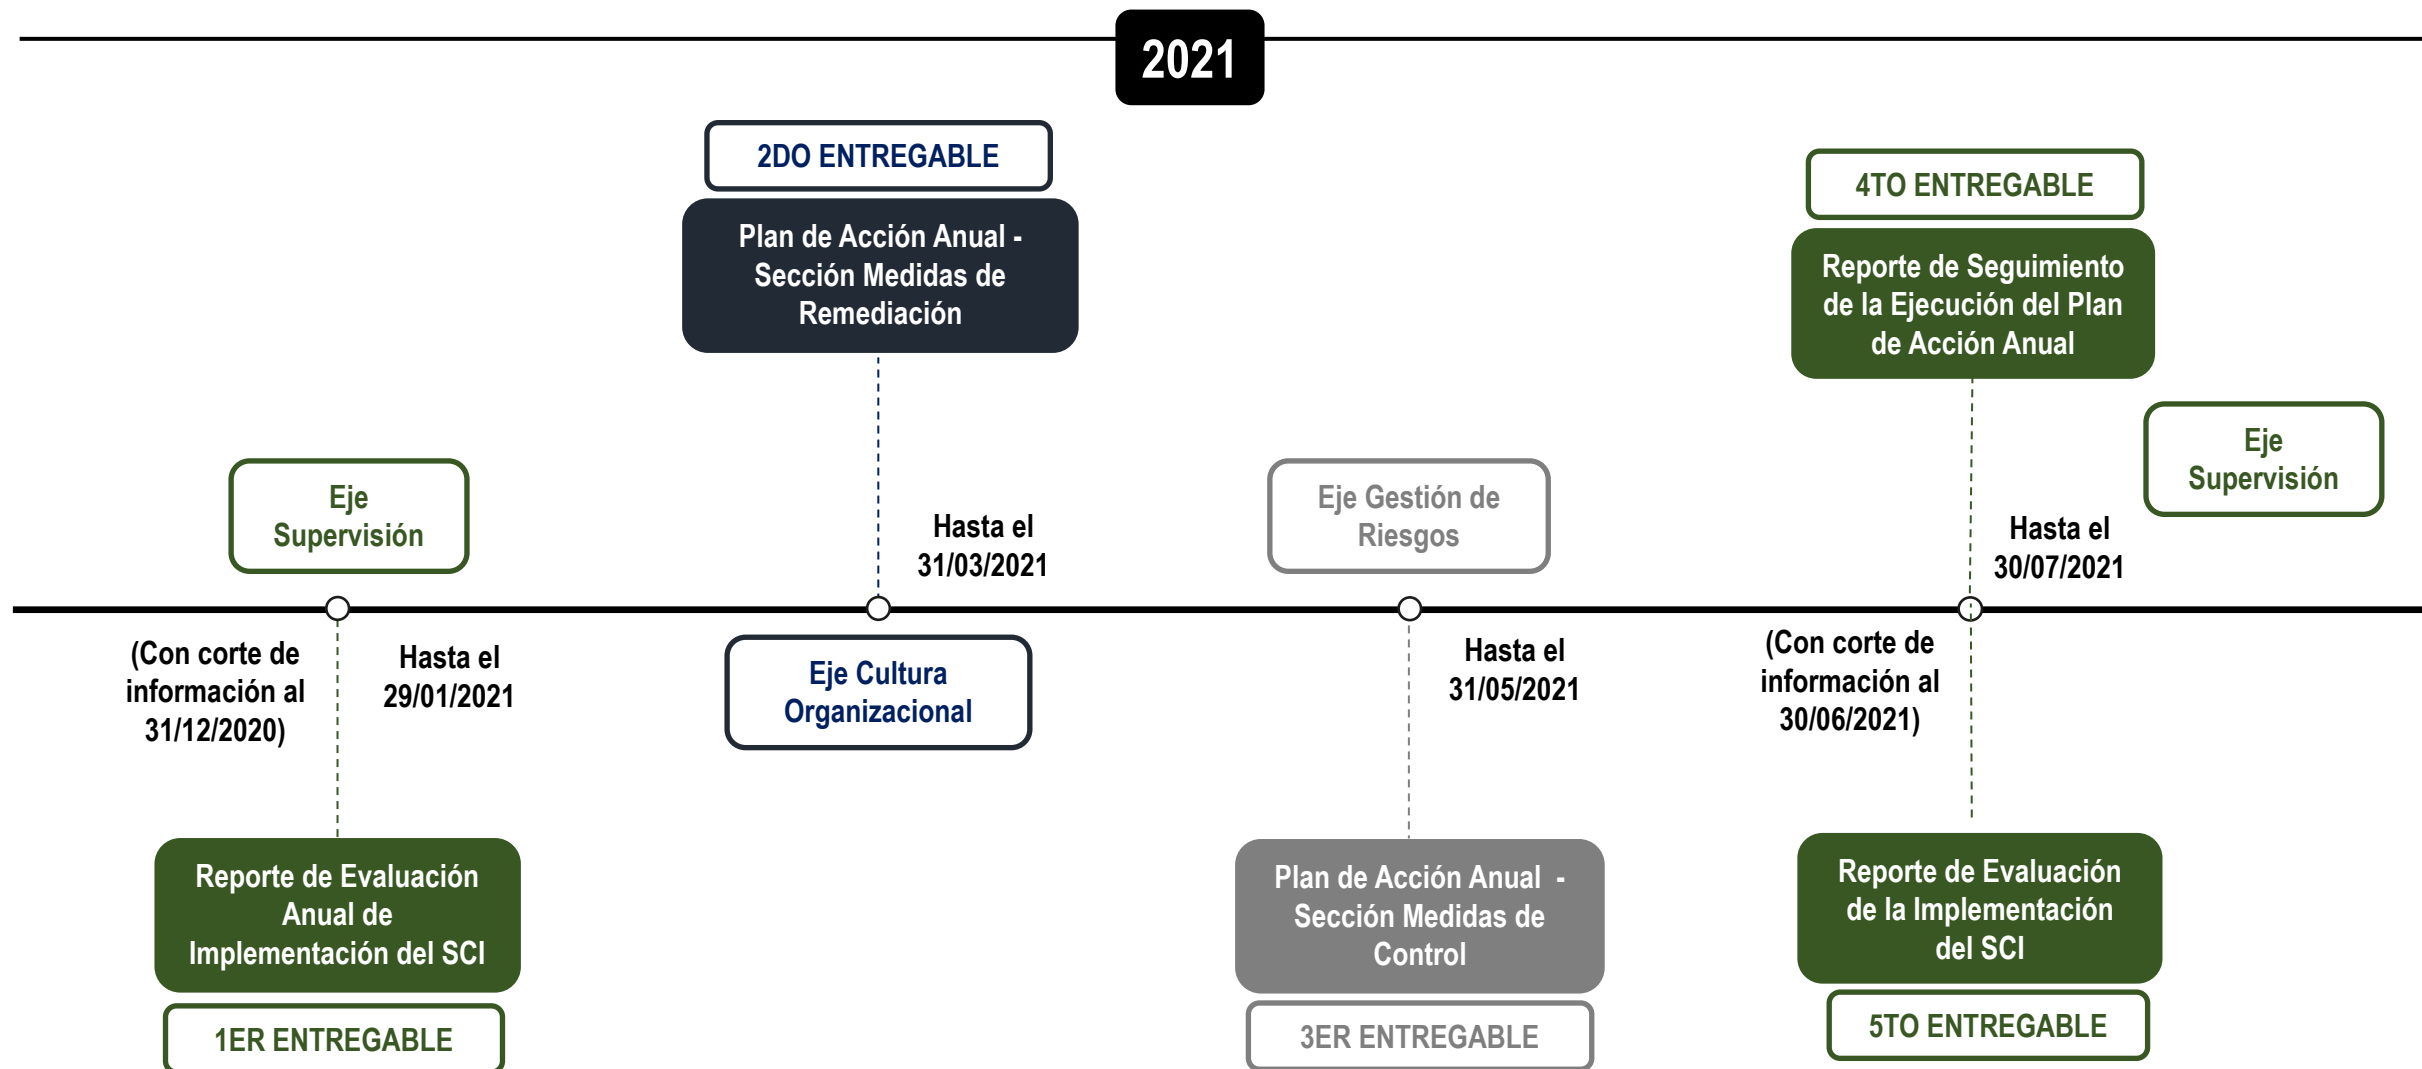 2021
2DO ENTREGABLE
Plan de Acción Anual -
Sección Medidas de
Remediación
4TO ENTREGABLE
Reporte de Seguimiento
de la Ejecución del Plan
de Acción Anual
Eje
Supervisión
Hasta el
31/03/2021
Eje Gestión de
Riesgos
Hasta el
30/07/2021
Eje
Supervisión
(Con corte de
información al
31/12/2020)
Hasta el
29/01/2021
Eje Cultura
Organizacional
Hasta el
31/05/2021
(Con corte de
información al
30/06/2021)
Reporte de Evaluación
Anual de
Implementación del SCI
1ER ENTREGABLE
Plan de Acción Anual  -
Sección Medidas de
Control
3ER ENTREGABLE
Reporte de Evaluación
de la Implementación
del SCI
5TO ENTREGABLE